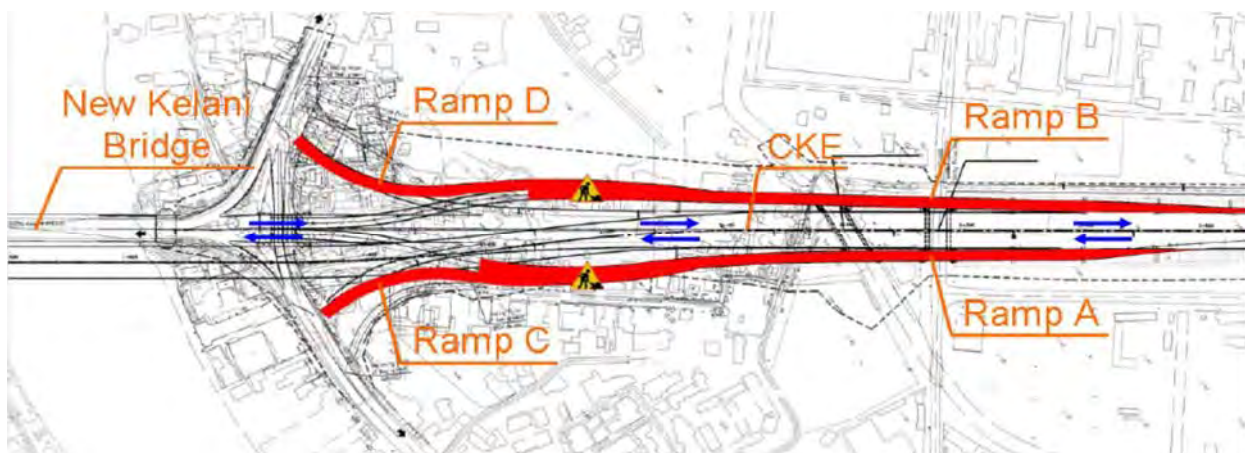 New Kelani
Bridge
Ramp D
CKE
Ramp B
Ramp C
Ramp A